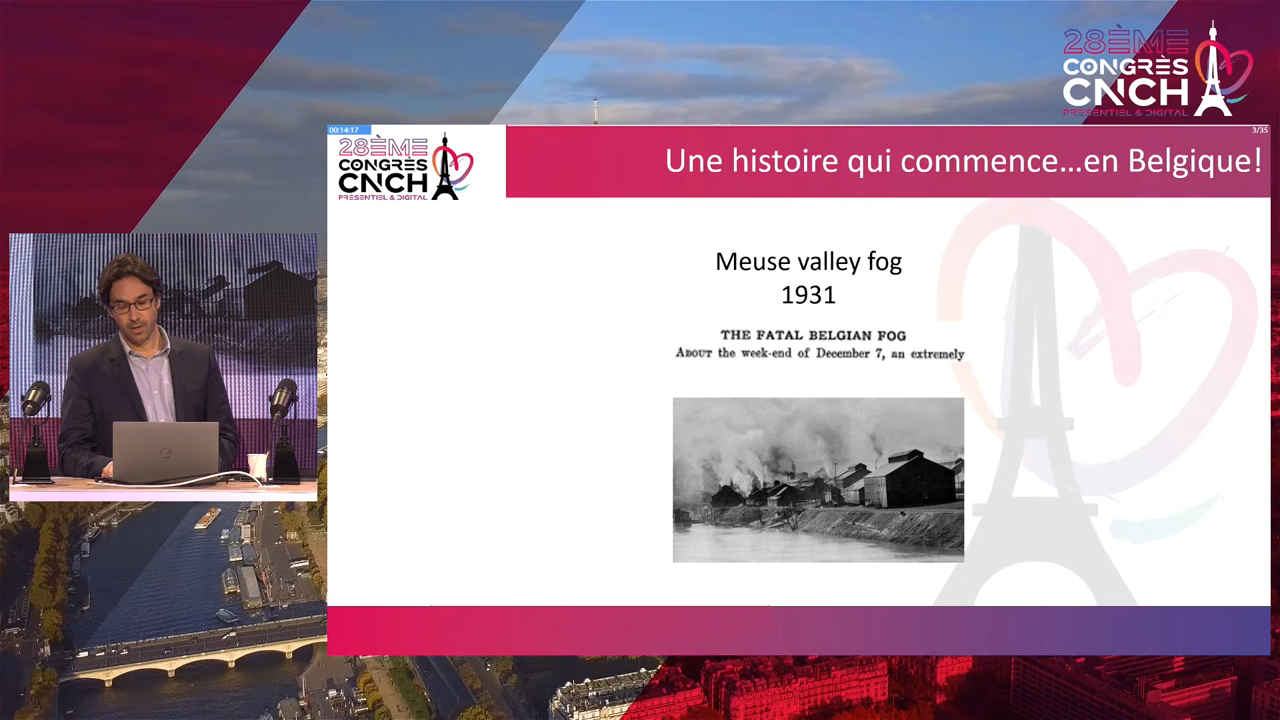 28ÈME
CONGRÈS
CNCH
PRÉSENTIEL & DIGITAL
00:14:17
3/35
28ÈME
CONGRÈS
CNCH
PRÉSENTIEL & DIGITAL
Une histoire qui commence...en Belgique!
Meuse valley fog
1931
THE FATAL BELGIAN FOG
ABOUT the week-end of December 7, an extremely